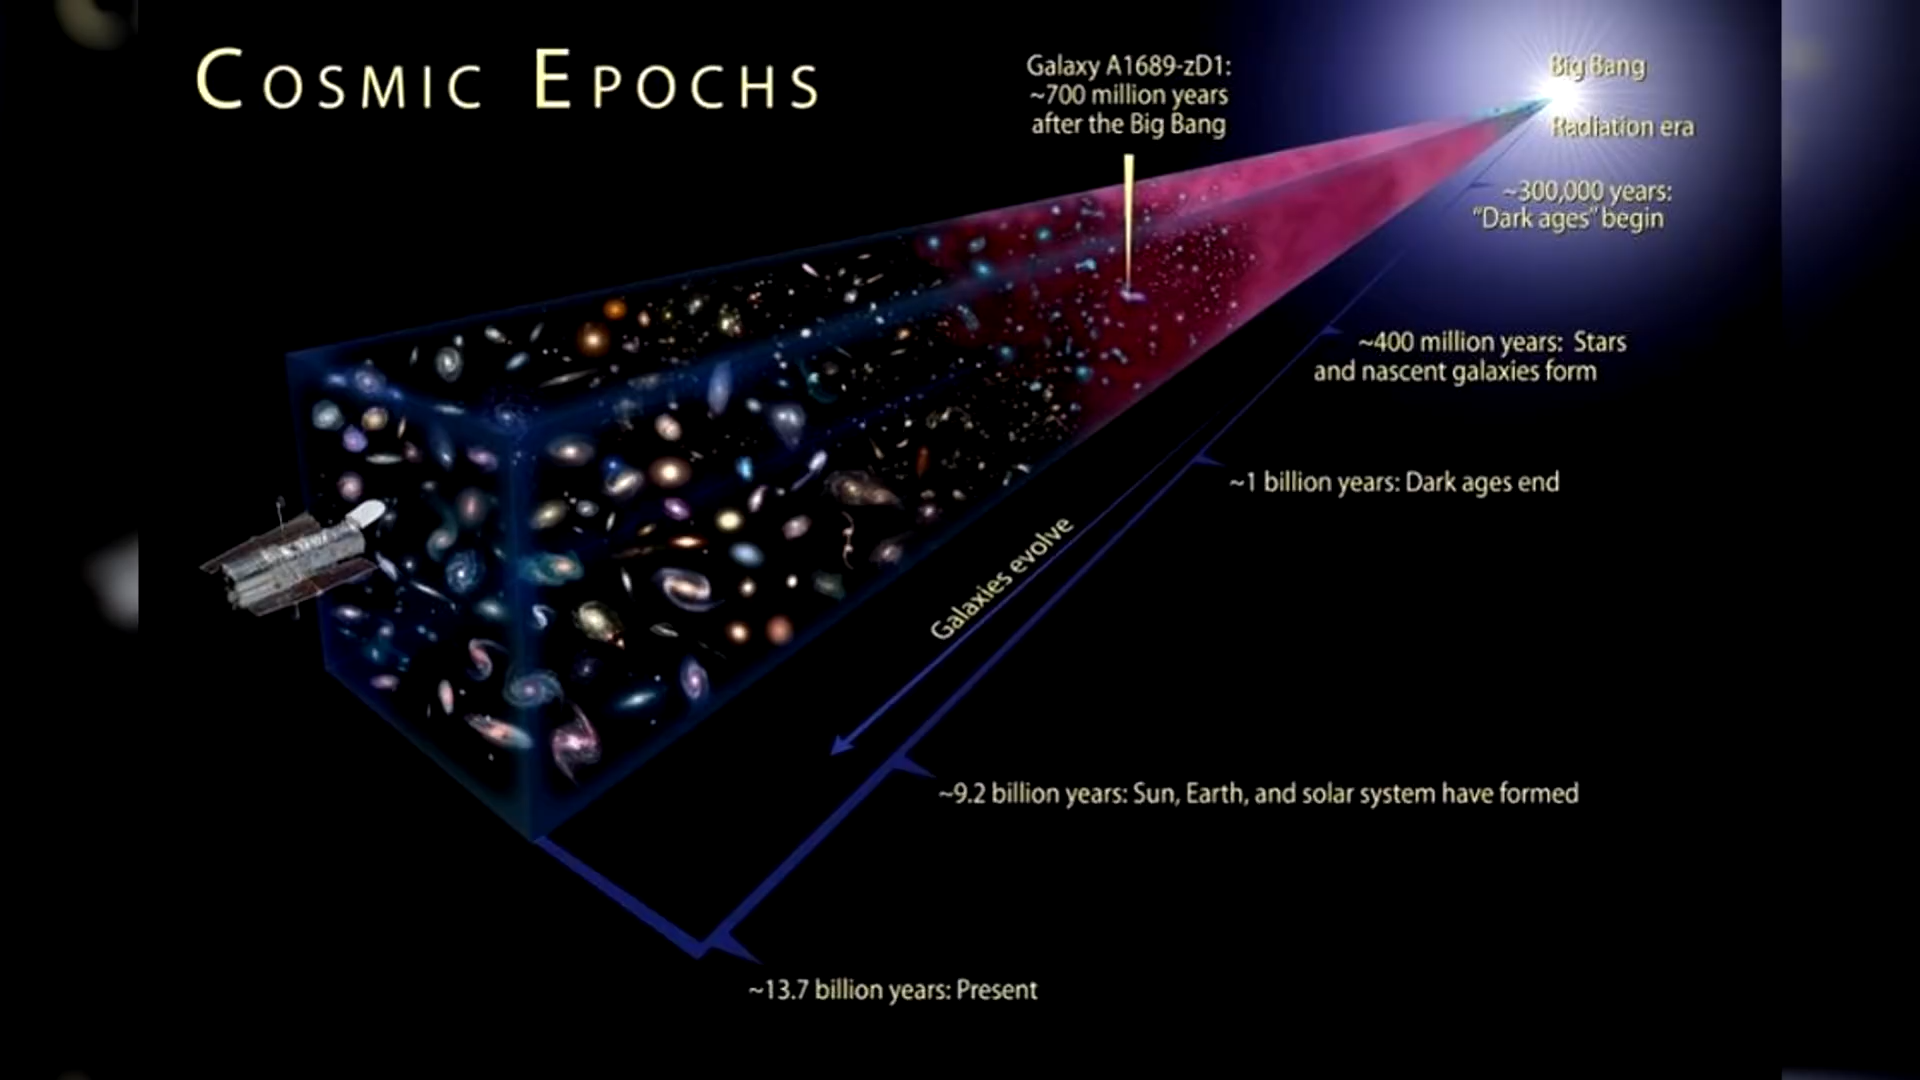 COSMIC EPOCHS
Galaxy A1689-zD1:
~700 million years
after the Big Bang
Big Bang
Radiation era
~300,000 years:
"Dark ages" begin
~400 million years: Stars
and nascent galaxies form
~1 billion years: Dark ages end
Galaxies evolve
~9.2 billion years: Sun, Earth, and solar system have formed
~13.7 billion years: Present